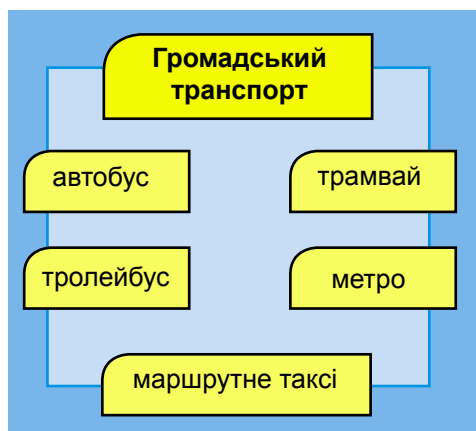 Громадський
транспорт
автобус
трамвай
тролейбус
метро
маршрутне таксі